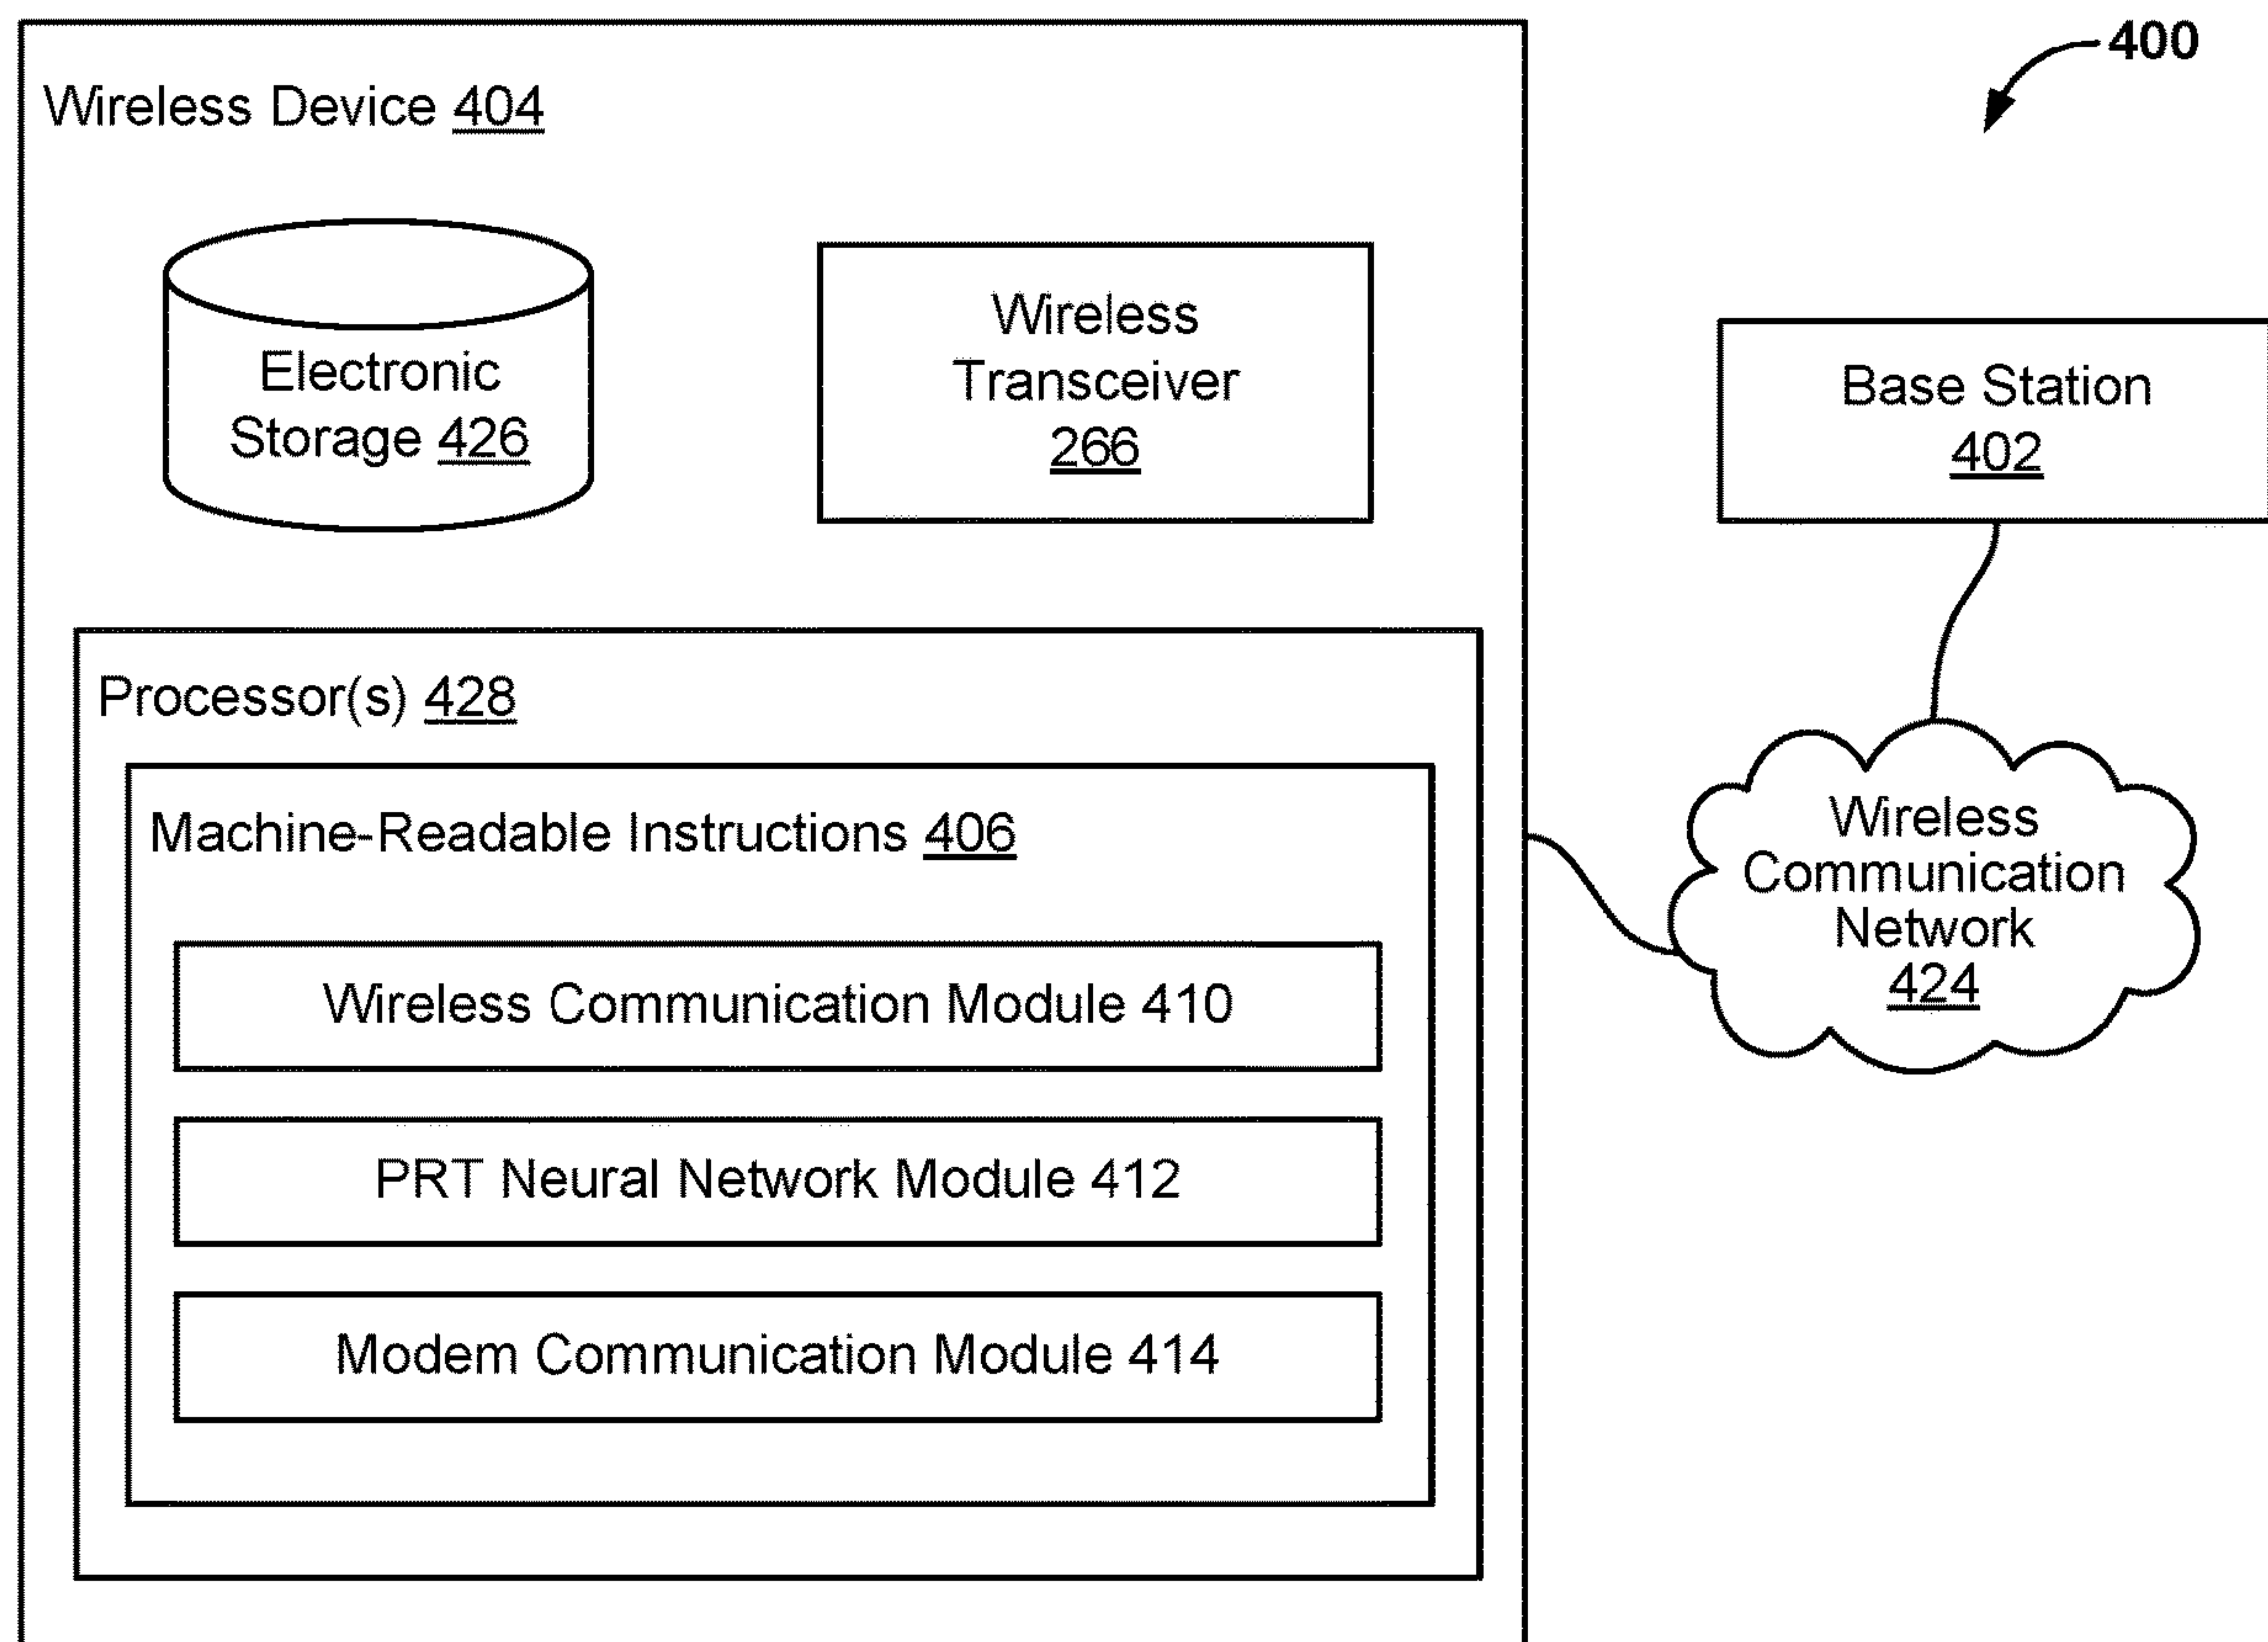 400
Wireless Device 404
Electronic
Storage 426
Wireless
Transceiver
266
Base Station
402
Processor(s) 428
Machine-Readable Instructions 406
Wireless Communication Module 410
PRT Neural Network Module 412
Modem Communication Module 414
Wireless
Communication
Network
424